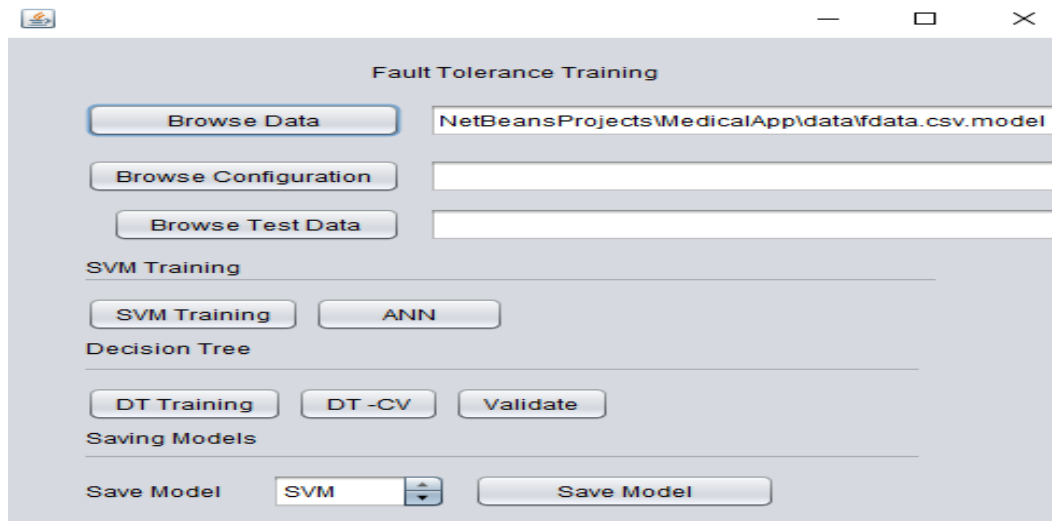 Fault Tolerance Training
Browse Data NetBeansProjects\MedicalApp\data\fdata.csv.model
Browse Configuration
Browse Test Data
SVM Training
SVM Training ANN
Decision Tree
DT Training DT -CV Validate
Saving Models
Save Model SVM Save Model